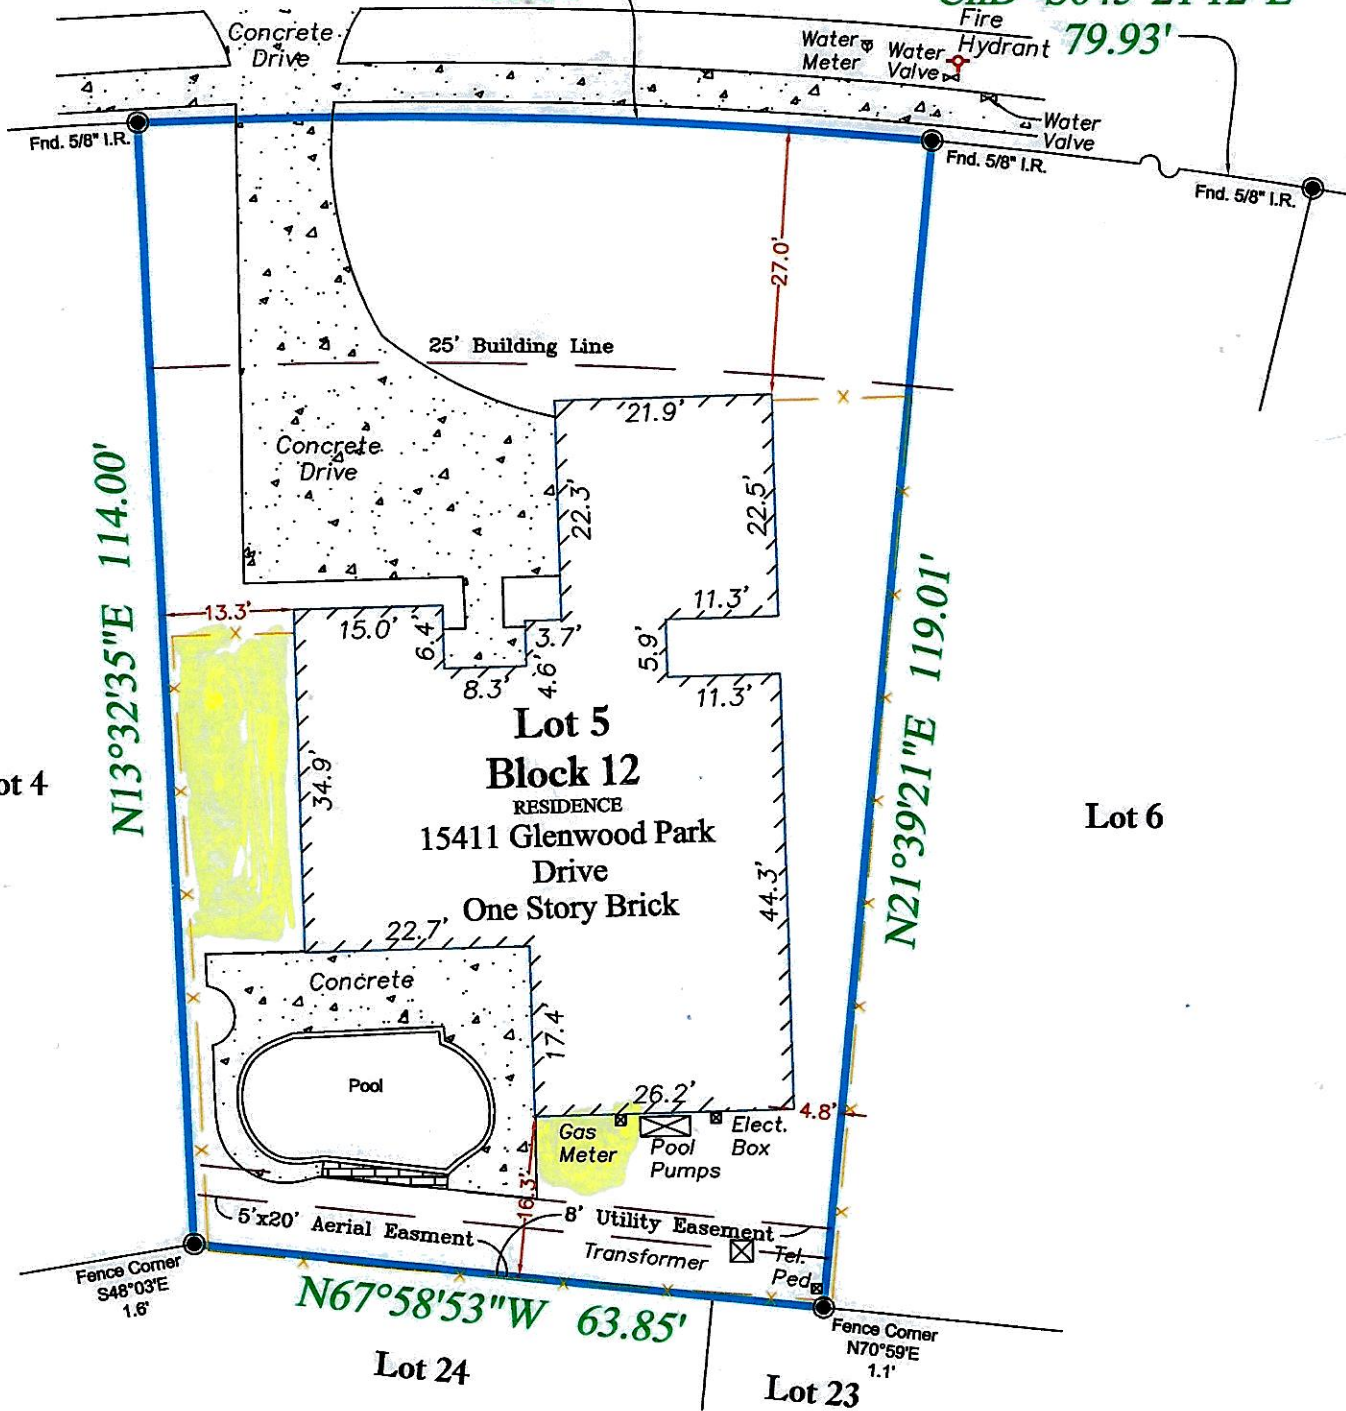 79.93'
Fire
Hydrant
Water
Meter
Water
Valve
Water
Valve
Concrete
Drive
Fnd. 5/8" I.R.
Fnd. 5/8" I.R.
Fnd. 5/8" I.R.
27.0'
25' Building Line
21.9'
Concrete
Drive
22.3'
22.5'
N13°32'35"E 114.00'
N21°39'21"E 119.01'
13.3'
15.0'
6.4'
8.3'
4.6'
3.7'
11.3'
5.9'
11.3'
34.9'
44.3'
Lot 5
Block 12
RESIDENCE
15411 Glenwood Park
Drive
One Story Brick
4
Lot 6
22.7'
Concrete
17.4'
Pool
26.2'
4.8'
Gas
Meter
Pool
Pumps
Elect.
Box
16.3'
5'x20' Aerial Easment
8' Utility Easement
Transformer
Tel.
Ped.
Fence Corner
S48°03'E
1.6'
N67°58'53"W 63.85'
Fence Corner
N70°59'E
1.1'
Lot 24
Lot 23